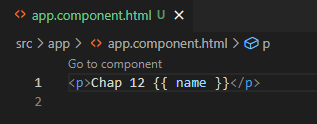 <> app.component.html U ●
src > app > <> app.component.html > p
Go to component
1 <p>Chap 12 {{ name }}</p>
2